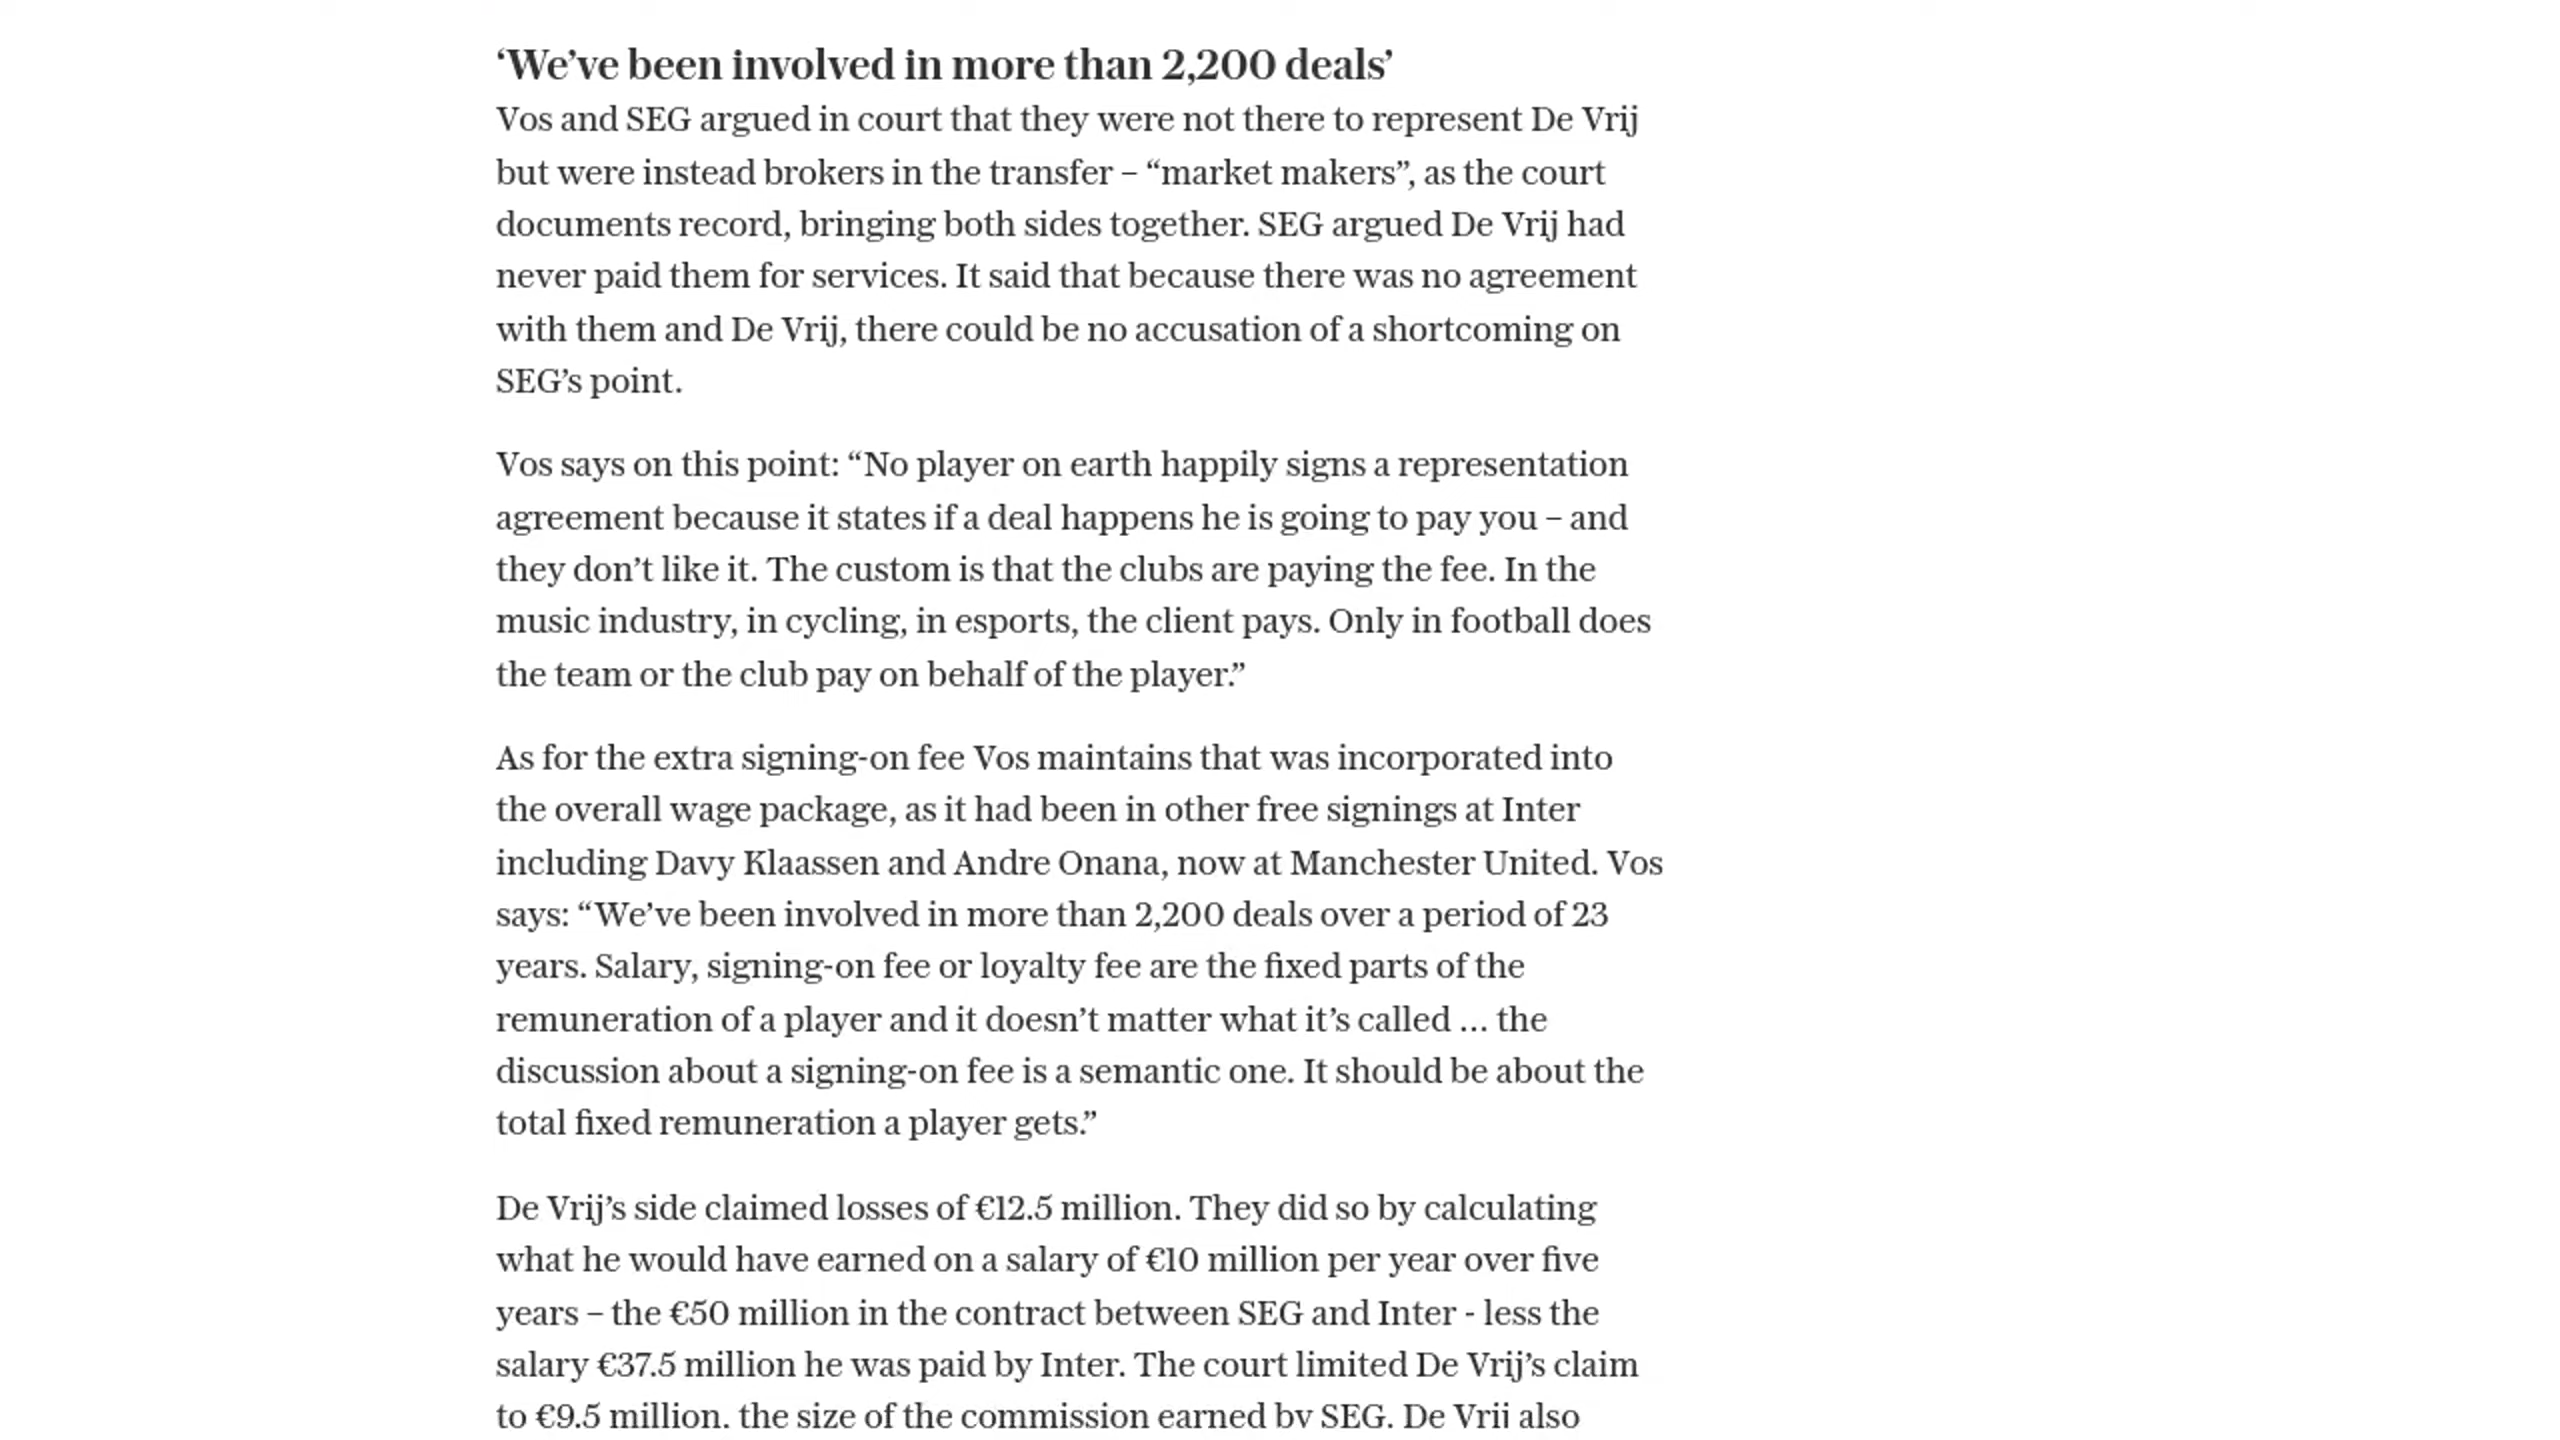 ‘We’ve been involved in more than 2,200 deals’
Vos and SEG argued in court that they were not there to represent De Vrij
but were instead brokers in the transfer – “market makers”, as the court
documents record, bringing both sides together. SEG argued De Vrij had
never paid them for services. It said that because there was no agreement
with them and De Vrij, there could be no accusation of a shortcoming on
SEG’s point.
Vos says on this point: “No player on earth happily signs a representation
agreement because it states if a deal happens he is going to pay you – and
they don’t like it. The custom is that the clubs are paying the fee. In the
music industry, in cycling, in esports, the client pays. Only in football does
the team or the club pay on behalf of the player.”
As for the extra signing-on fee Vos maintains that was incorporated into
the overall wage package, as it had been in other free signings at Inter
including Davy Klaassen and Andre Onana, now at Manchester United. Vos
says: “We’ve been involved in more than 2,200 deals over a period of 23
years. Salary, signing-on fee or loyalty fee are the fixed parts of the
remuneration of a player and it doesn’t matter what it’s called … the
discussion about a signing-on fee is a semantic one. It should be about the
total fixed remuneration a player gets.”
De Vrij’s side claimed losses of €12.5 million. They did so by calculating
what he would have earned on a salary of €10 million per year over five
years – the €50 million in the contract between SEG and Inter - less the
salary €37.5 million he was paid by Inter. The court limited De Vrij’s claim
to €9.5 million, the size of the commission earned by SEG. De Vrij also